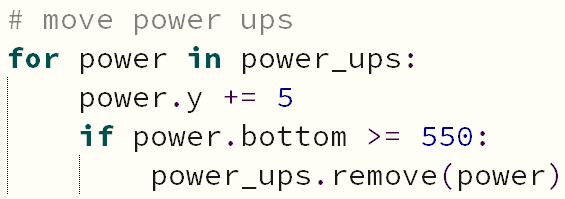 # move power ups
for power in power_ups:
    power.y += 5
    if power.bottom >= 550:
        power_ups.remove(power)